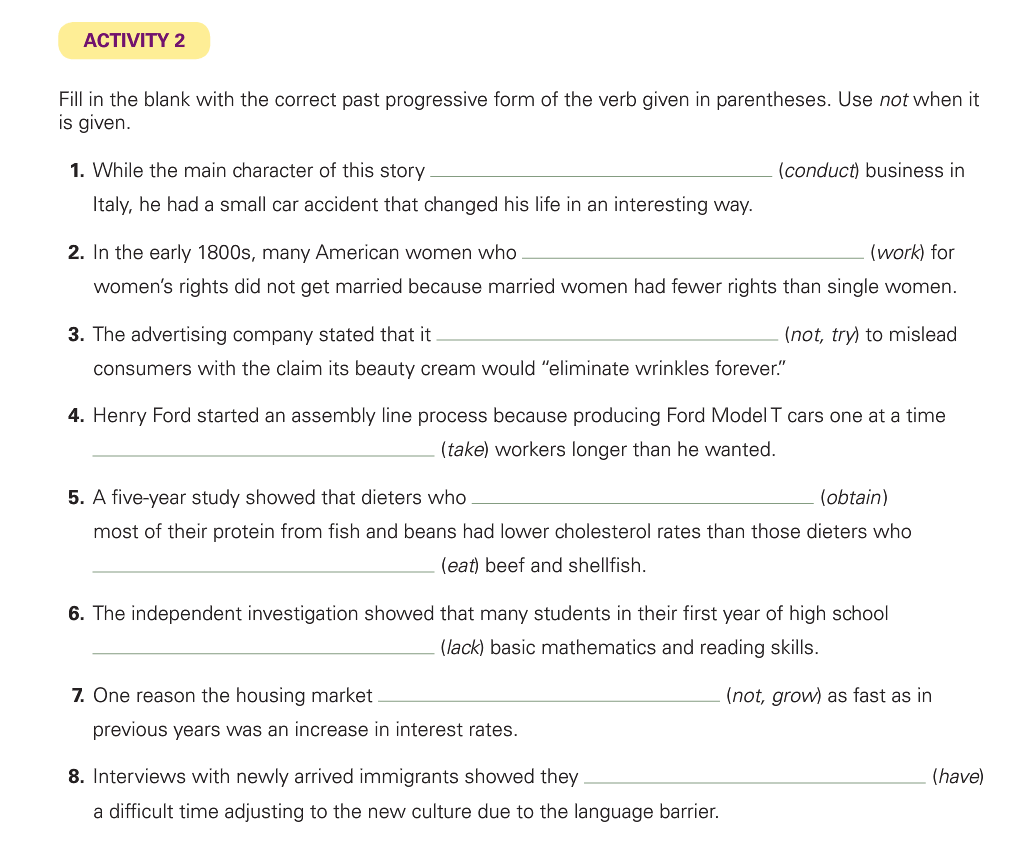 ACTIVITY 2
Fill in the blank with the correct past progressive form of the verb given in parentheses. Use not when it
is given.
1. While the main character of this story ______________________________ (conduct) business in
Italy, he had a small car accident that changed his life in an interesting way.
2. In the early 1800s, many American women who ______________________________ (work) for
women's rights did not get married because married women had fewer rights than single women.
3. The advertising company stated that it ______________________________ (not, try) to mislead
consumers with the claim its beauty cream would "eliminate wrinkles forever."
4. Henry Ford started an assembly line process because producing Ford Model T cars one at a time
______________________________ (take) workers longer than he wanted.
5. A five-year study showed that dieters who ______________________________ (obtain)
most of their protein from fish and beans had lower cholesterol rates than those dieters who
______________________________ (eat) beef and shellfish.
6. The independent investigation showed that many students in their first year of high school
______________________________ (lack) basic mathematics and reading skills.
7. One reason the housing market ______________________________ (not, grow) as fast as in
previous years was an increase in interest rates.
8. Interviews with newly arrived immigrants showed they ______________________________ (have)
a difficult time adjusting to the new culture due to the language barrier.